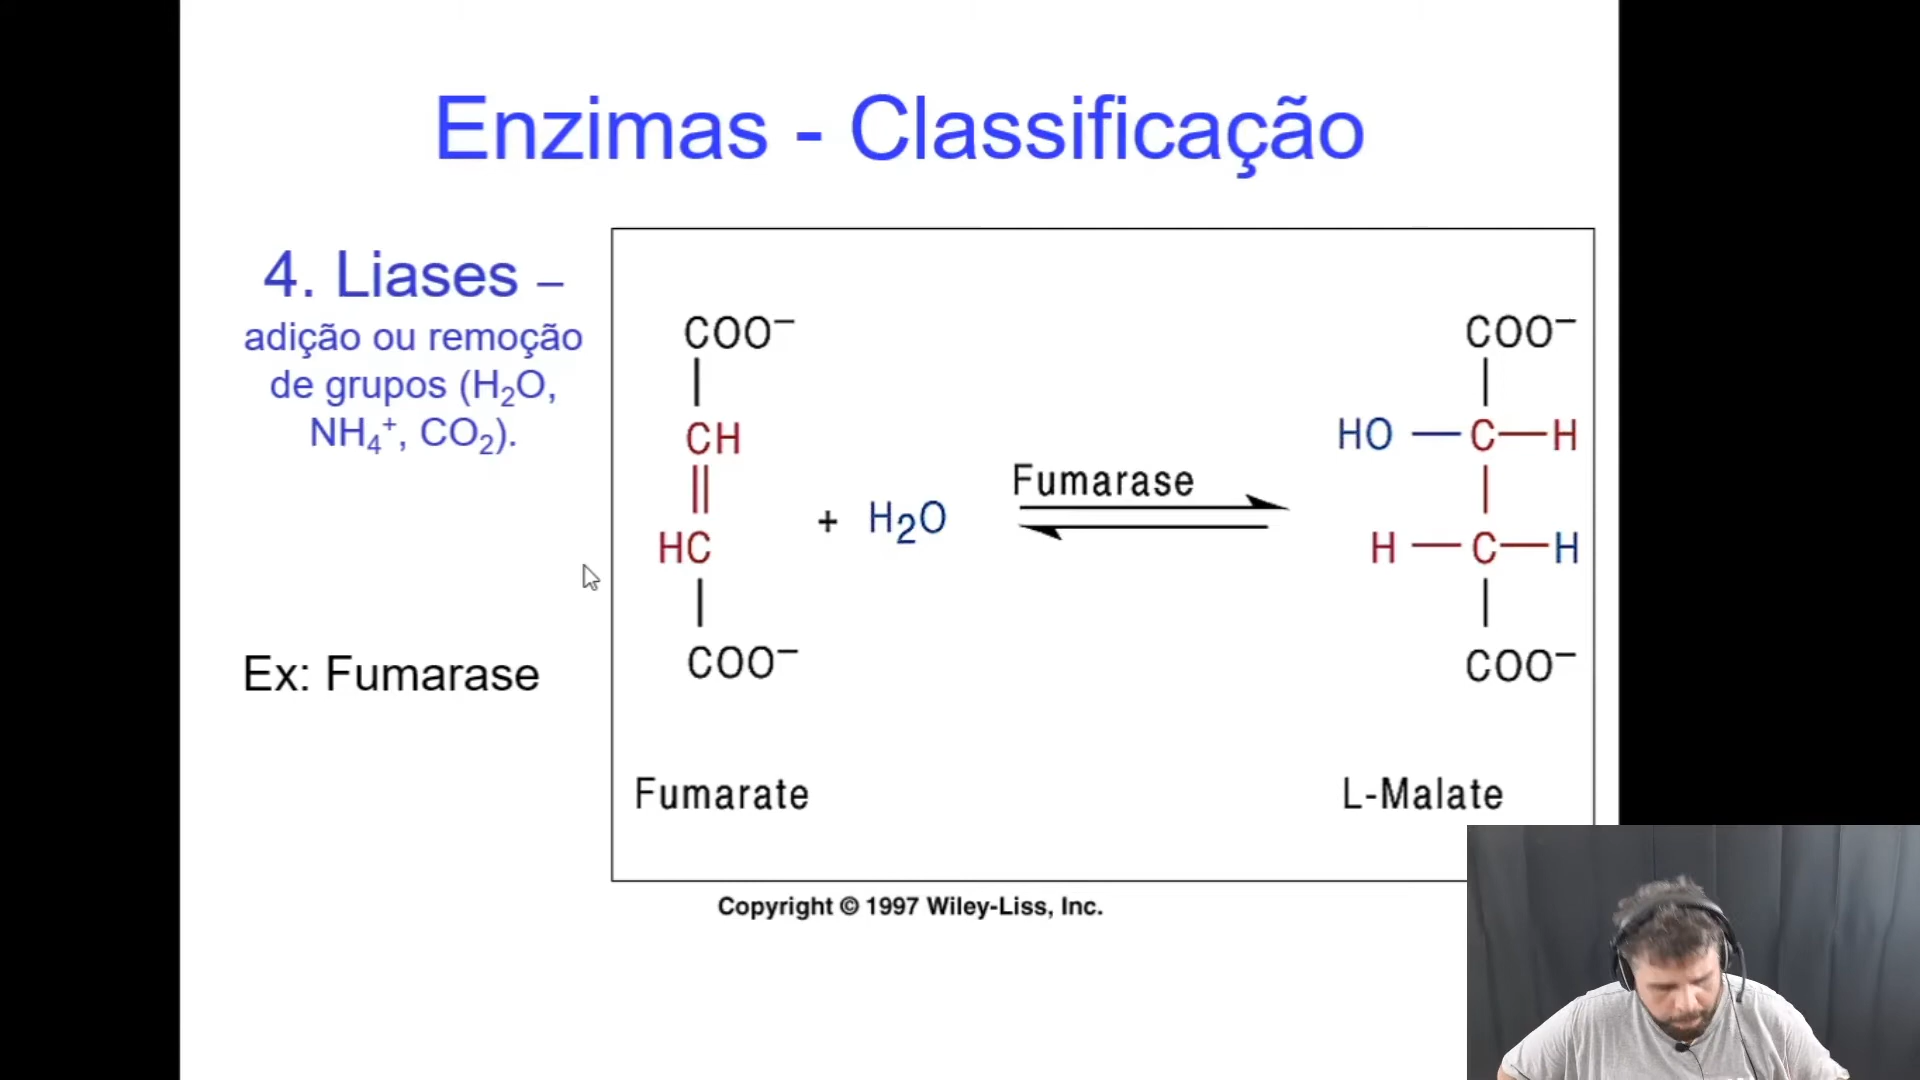 Enzimas - Classificação
4. Liases –
adição ou remoção
de grupos (H₂O,
NH₄⁺, CO₂).
Ex: Fumarase
COO⁻
CH
HC
COO⁻
+ H₂O
Fumarase
COO⁻
HO — C — H
H — C — H
COO⁻
Fumarate
L-Malate
Copyright © 1997 Wiley-Liss, Inc.